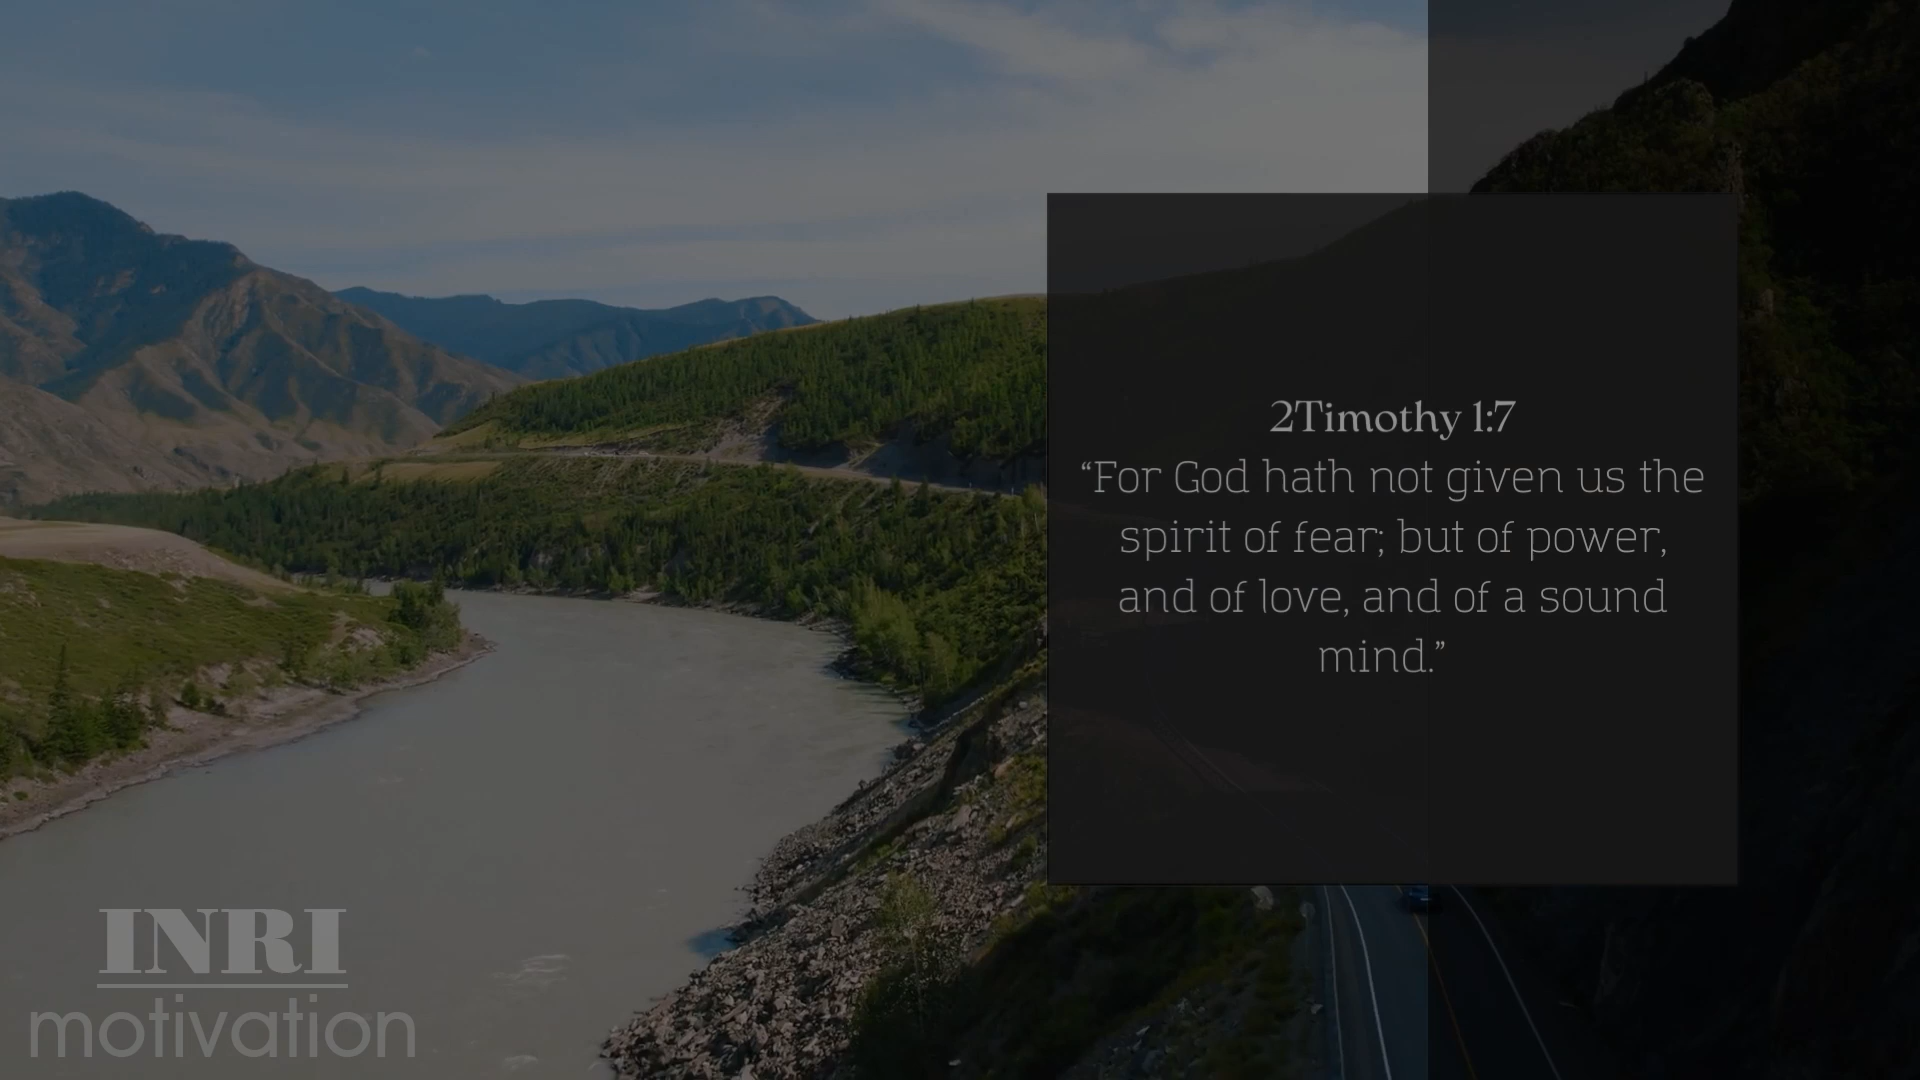 2Timothy 1:7
“For God hath not given us the
spirit of fear; but of power,
and of love, and of a sound
mind.”
INRI
motivation